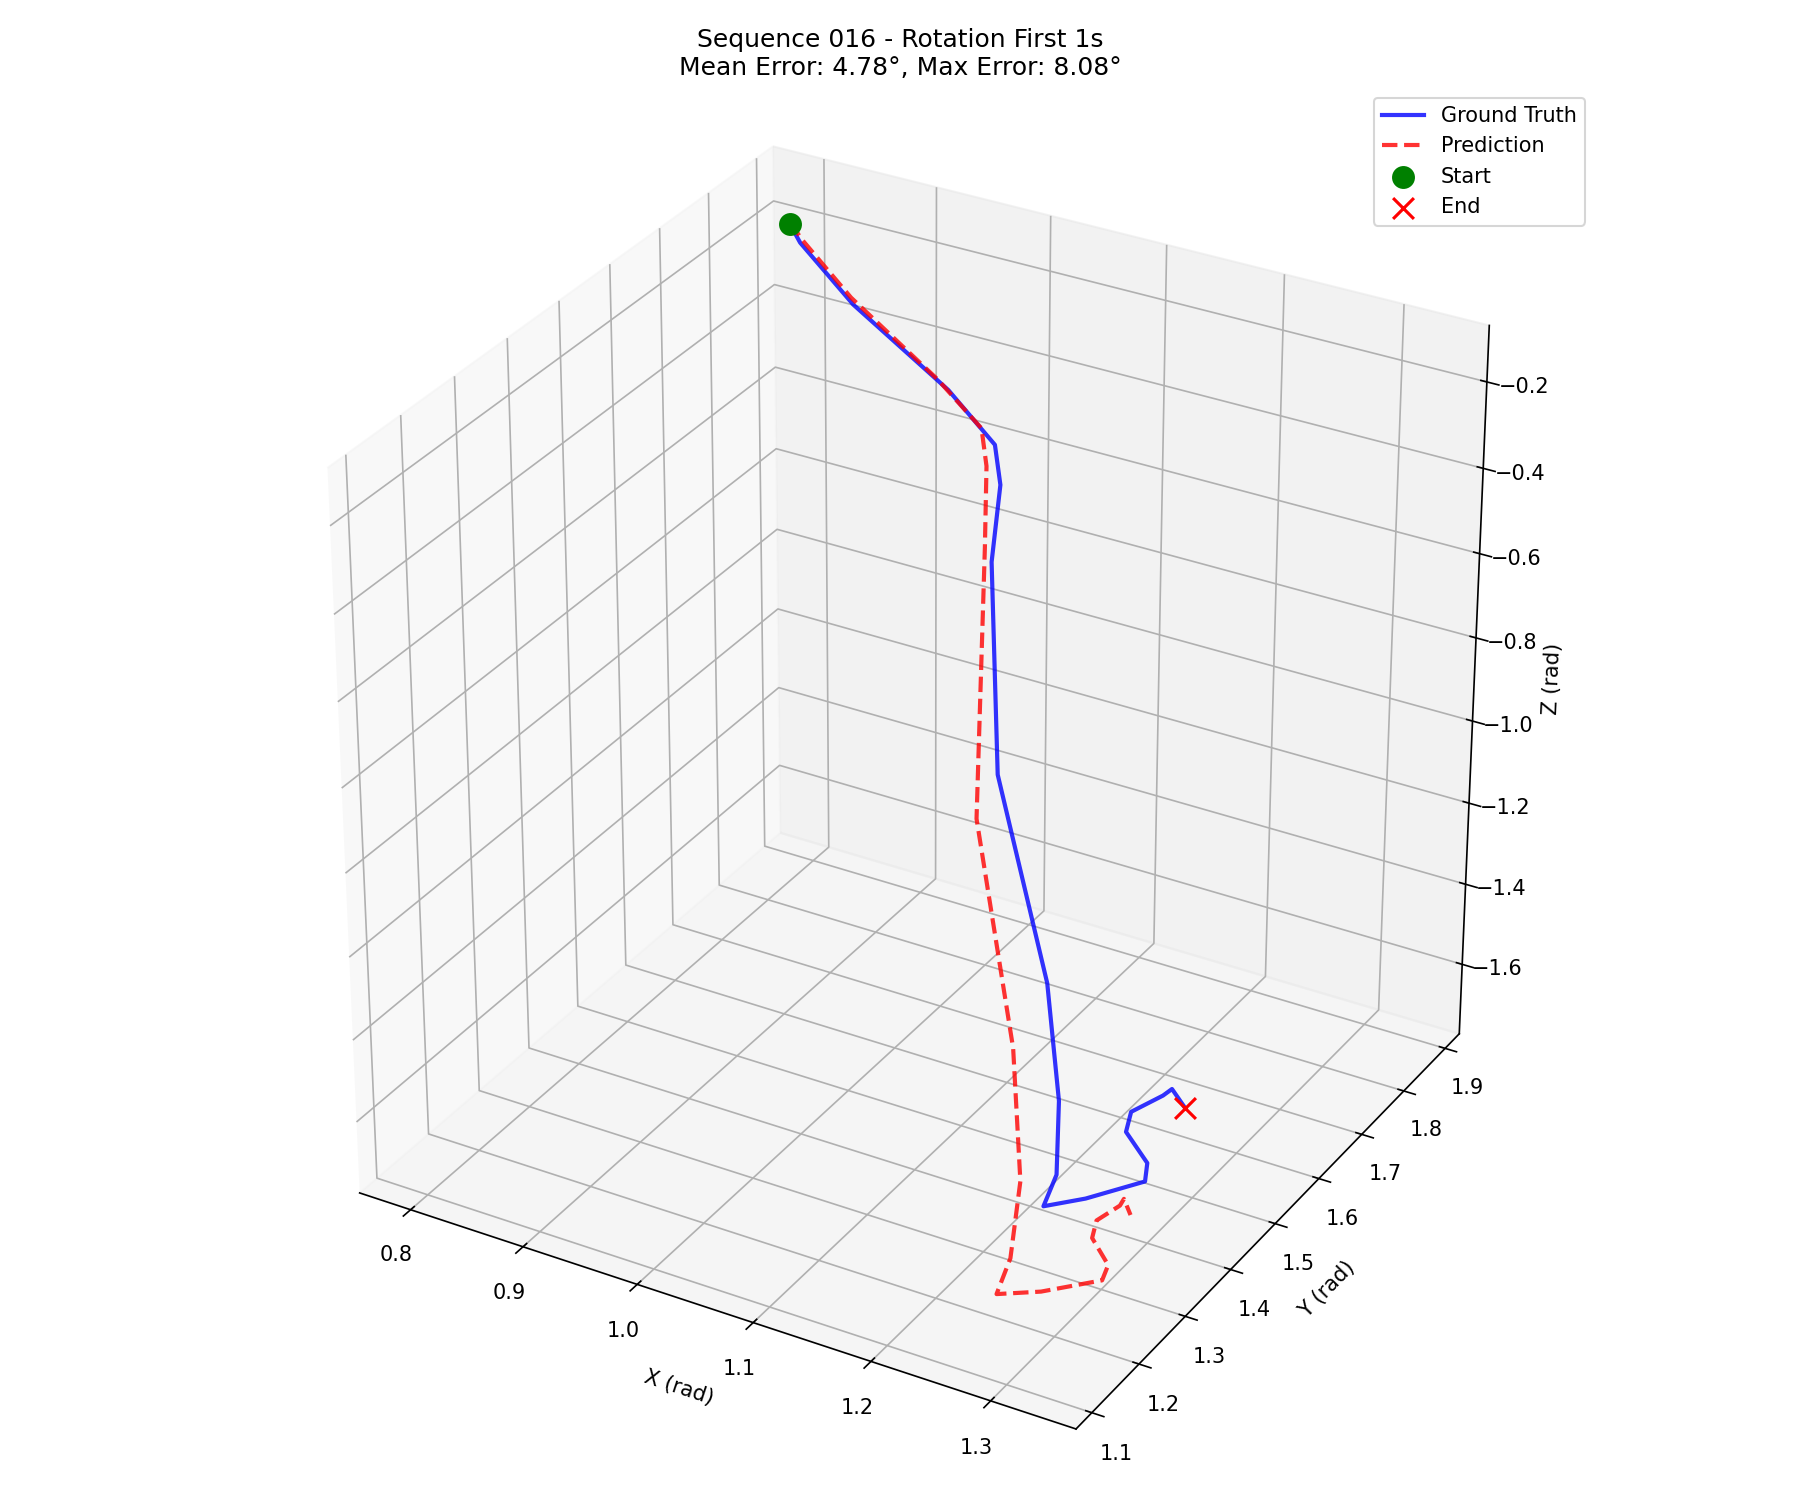 Sequence 016 - Rotation First 1s
Mean Error: 4.78°, Max Error: 8.08°
Ground Truth
Prediction
Start
End
−0.2
−0.4
−0.6
−0.8
−1.0
−1.2
−1.4
−1.6
Z (rad)
1.9
1.8
1.7
1.6
1.5
1.4
1.3
1.2
1.1
Y (rad)
0.8
0.9
1.0
1.1
1.2
1.3
X (rad)